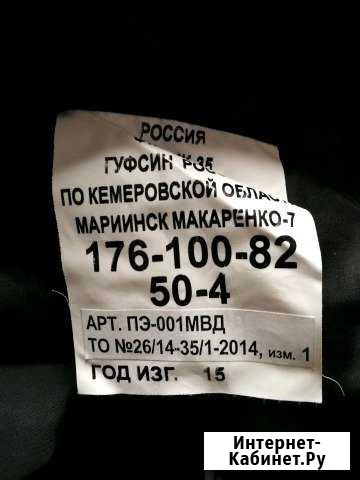 РОССИЯ
ГУФСИН
ПО КЕМЕРОВСКОЙ ОБЛАС
МАРИИНСК МАКАРЕНКО-7
176-100-82
50-4
АРТ. ПЭ-001МВД
ТО №26/14-35/1-2014, изм. 1
ГОД ИЗГ. 15
Интернет-
Кабинет.Ру